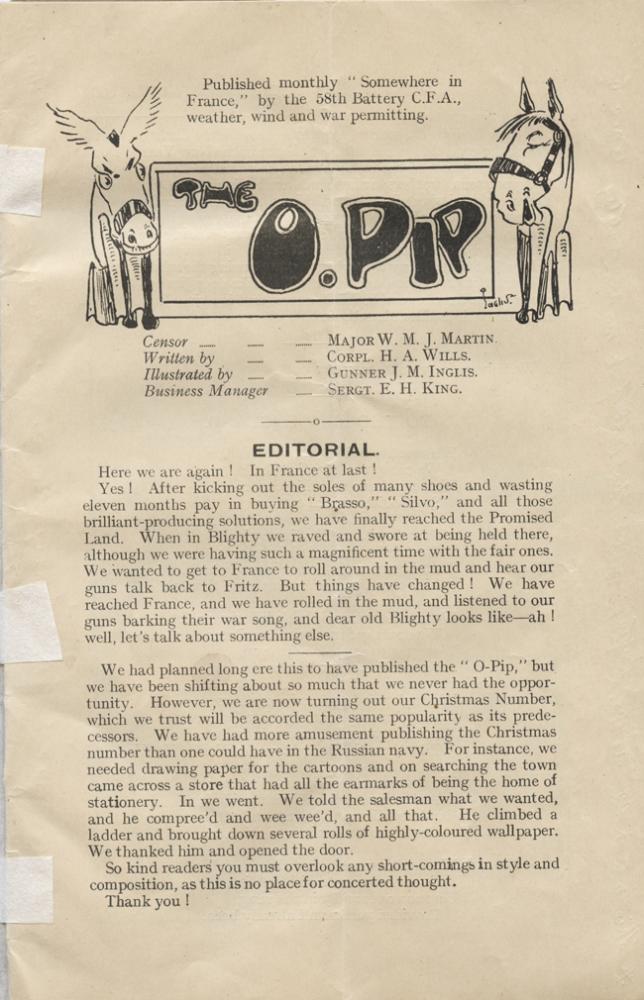 Published monthly " Somewhere in
France," by the 58th Battery C.F.A.,
weather, wind and war permitting.
THE
O.PIP
Censor ...... — ...... MAJOR W. M. J. MARTIN.
Written by — ...... CORPL. H. A. WILLS.
Illustrated by — ...... GUNNER J. M. INGLIS.
Business Manager — SERGT. E. H. KING.
o
EDITORIAL.
Here we are again ! In France at last !
Yes ! After kicking out the soles of many shoes and wasting
eleven months pay in buying " Brasso," " Silvo," and all those
brilliant-producing solutions, we have finally reached the Promised
Land. When in Blighty we raved and swore at being held there,
although we were having such a magnificent time with the fair ones.
We wanted to get to France to roll around in the mud and hear our
guns talk back to Fritz. But things have changed ! We have
reached France, and we have rolled in the mud, and listened to our
guns barking their war song, and dear old Blighty looks like—ah !
well, let's talk about something else.
We had planned long ere this to have published the " O-Pip," but
we have been shifting about so much that we never had the oppor-
tunity. However, we are now turning out our Christmas Number,
which we trust will be accorded the same popularity as its prede-
cessors. We have had more amusement publishing the Christmas
number than one could have in the Russian navy. For instance, we
needed drawing paper for the cartoons and on searching the town
came across a store that had all the earmarks of being the home of
stationery. In we went. We told the salesman what we wanted,
and he compree'd and wee wee'd, and all that. He climbed a
ladder and brought down several rolls of highly-coloured wallpaper.
We thanked him and opened the door.
So kind readers you must overlook any short-comings in style and
composition, as this is no place for concerted thought.
Thank you !